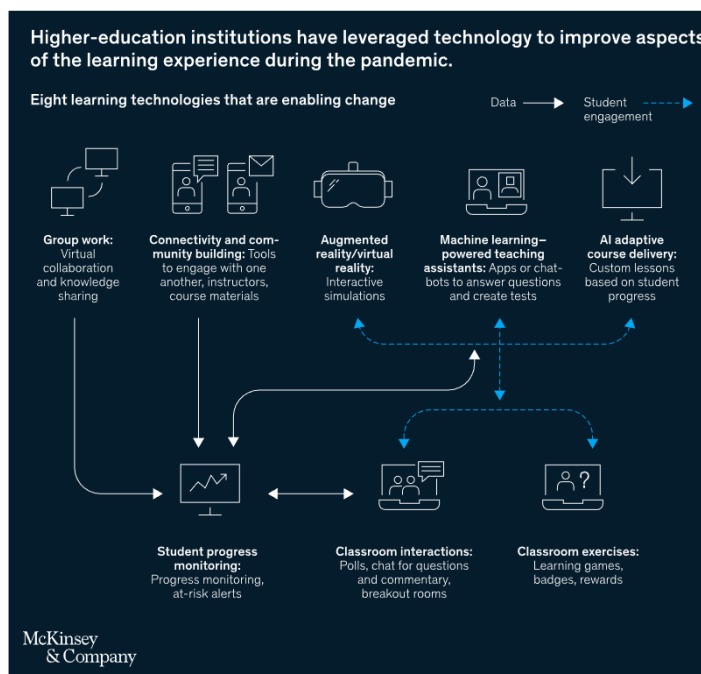 Higher-education institutions have leveraged technology to improve aspects
of the learning experience during the pandemic.
Eight learning technologies that are enabling change
Data
Student
engagement
Group work:
Virtual
collaboration
and knowledge
sharing
Connectivity and com-
munity building: Tools
to engage with one
another, instructors,
course materials
Augmented
reality/virtual
reality:
Interactive
simulations
Machine learning–
powered teaching
assistants: Apps or chat-
bots to answer questions
and create tests
AI adaptive
course delivery:
Custom lessons
based on student
progress
?
Student progress
monitoring:
Progress monitoring,
at-risk alerts
Classroom interactions:
Polls, chat for questions
and commentary,
breakout rooms
Classroom exercises:
Learning games,
badges, rewards
McKinsey
& Company